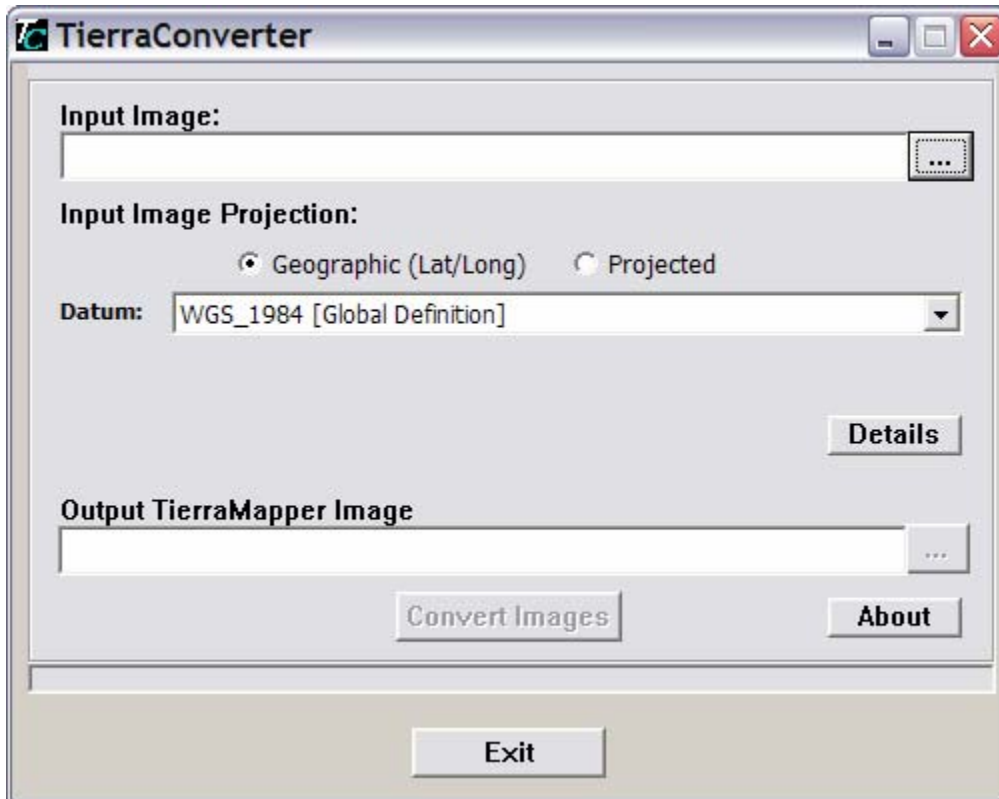 TierraConverter
Input Image:
...
Input Image Projection:
Geographic (Lat/Long) Projected
Datum: WGS_1984 [Global Definition]
Details
Output TierraMapper Image
...
Convert Images About
Exit